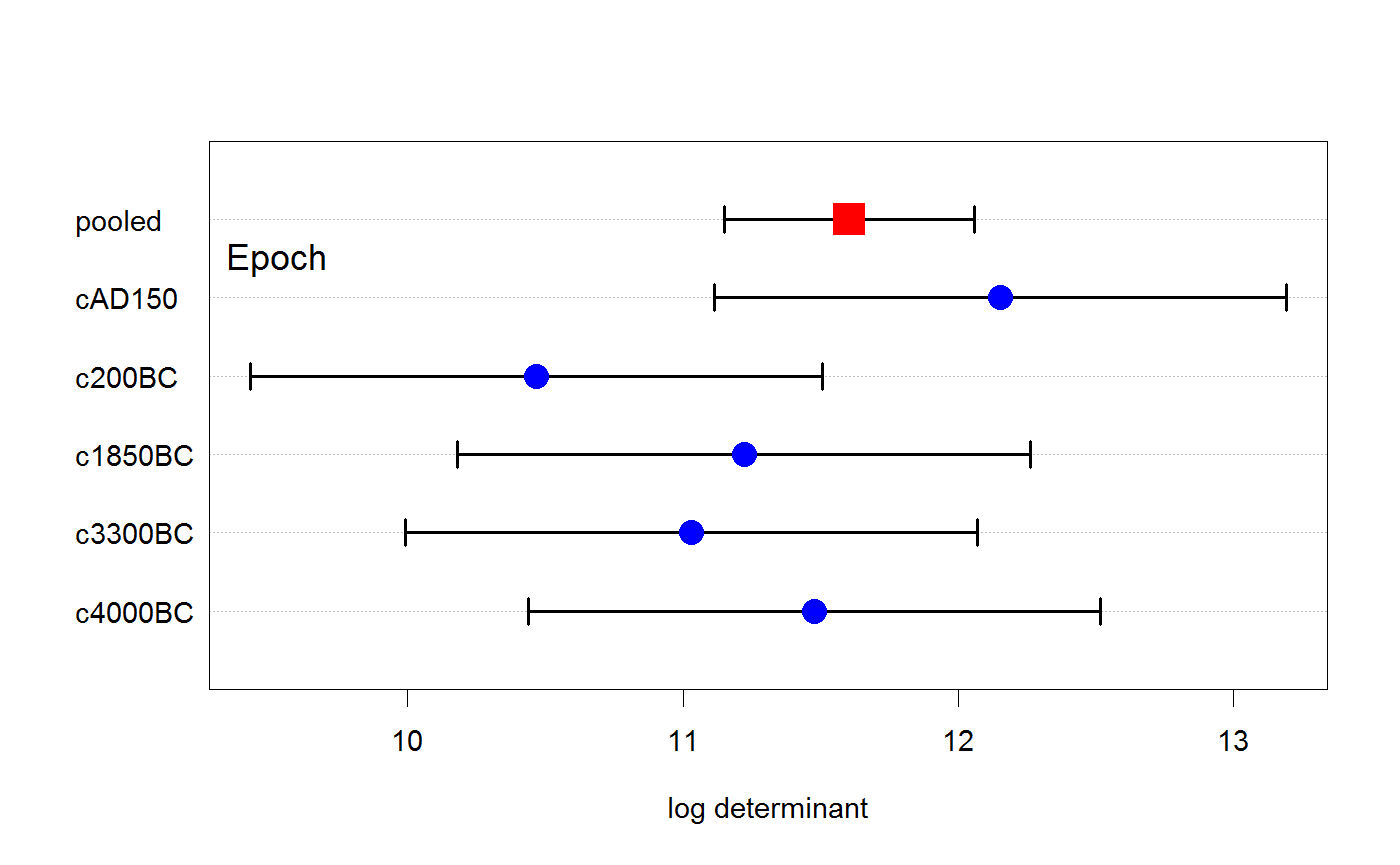 pooled
Epoch
cAD150
c200BC
c1850BC
c3300BC
c4000BC
10 11 12 13
log determinant